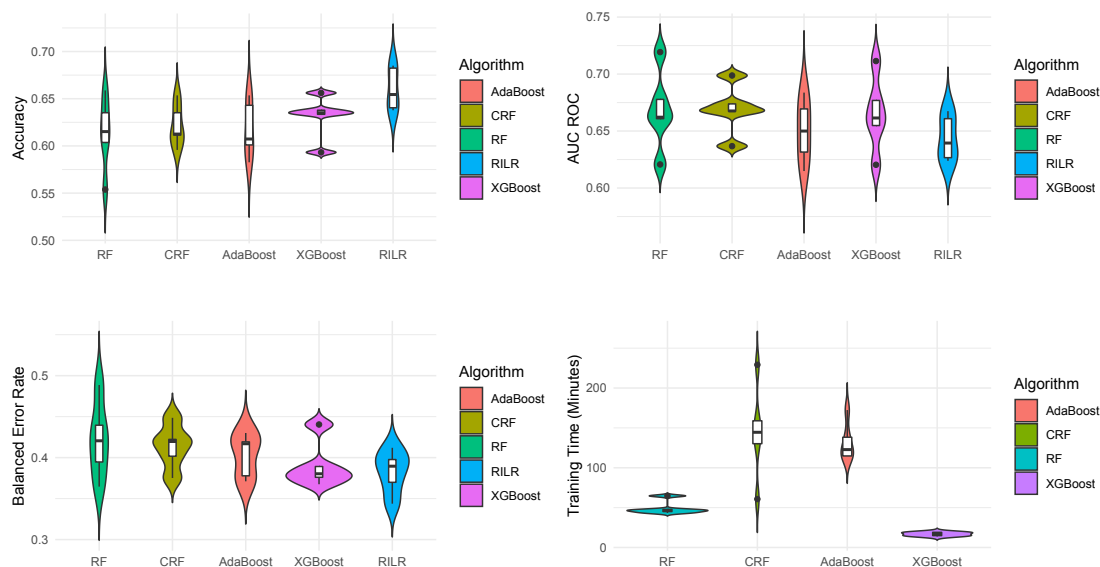 Accuracy
0.70
0.65
0.60
0.55
0.50
RF CRF AdaBoost XGBoost RILR
Algorithm
AdaBoost
CRF
RF
RILR
XGBoost
AUC ROC
0.75
0.70
0.65
0.60
RF CRF AdaBoost XGBoost RILR
Algorithm
AdaBoost
CRF
RF
RILR
XGBoost
Balanced Error Rate
0.5
0.4
0.3
RF CRF AdaBoost XGBoost RILR
Algorithm
AdaBoost
CRF
RF
RILR
XGBoost
Training Time (Minutes)
200
100
0
RF CRF AdaBoost XGBoost
Algorithm
AdaBoost
CRF
RF
XGBoost